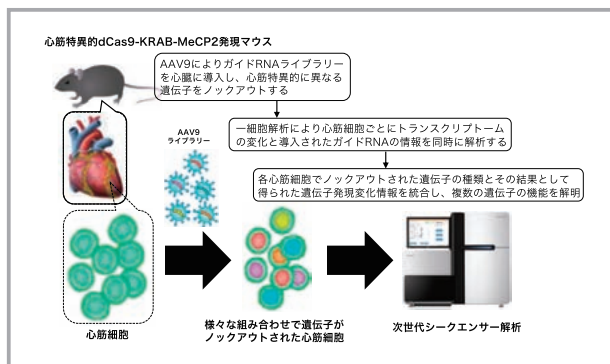 心筋特異的dCas9-KRAB-MeCP2発現マウス
AAV9によりガイドRNAライブラリー
を心臓に導入し、心筋特異的に異なる
遺伝子をノックアウトする
一細胞解析により心筋細胞ごとにトランスクリプトーム
の変化と導入されたガイドRNAの情報を同時に解析する
各心筋細胞でノックアウトされた遺伝子の種類とその結果として
得られた遺伝子発現変化情報を統合し、複数の遺伝子の機能を解明
AAV9
ライブラリー
心筋細胞
様々な組み合わせで遺伝子が
ノックアウトされた心筋細胞
次世代シークエンサー解析